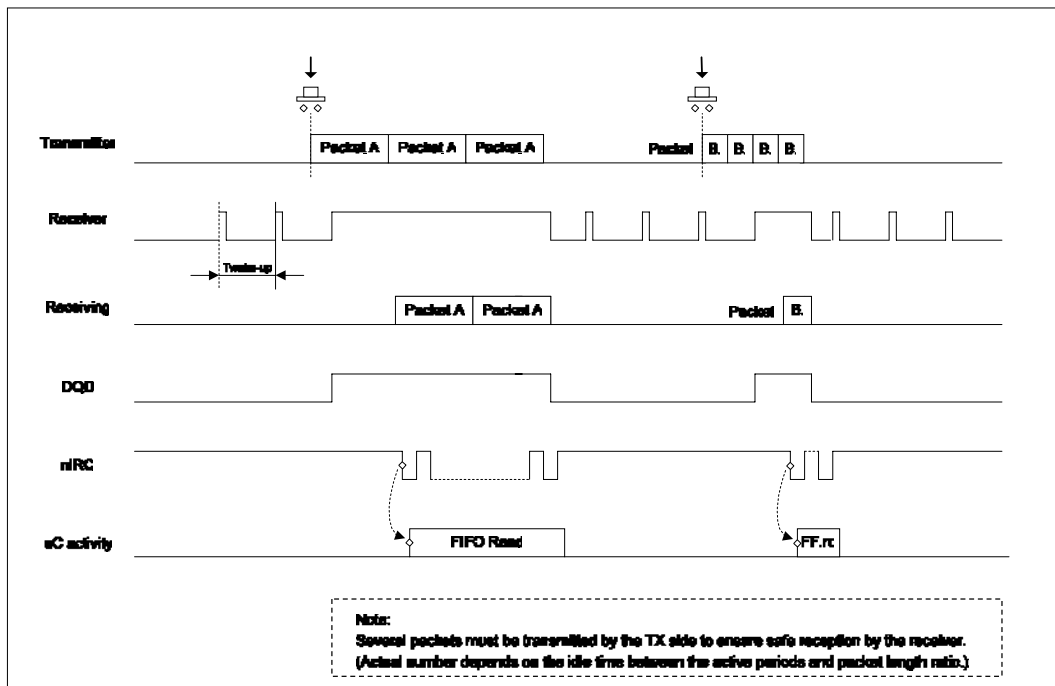 Transmitter
Packet A Packet A Packet A
Packet B. B. B. B.
Receiver
Twake-up
Receiving
Packet A Packet A
Packet B.
DQD
nIRQ
uC activity
FIFO Read
FF.rd
Note:
Several packets must be transmitted by the TX side to ensure safe reception by the receiver.
(Actual number depends on the idle time between the active periods and packet length ratio.)